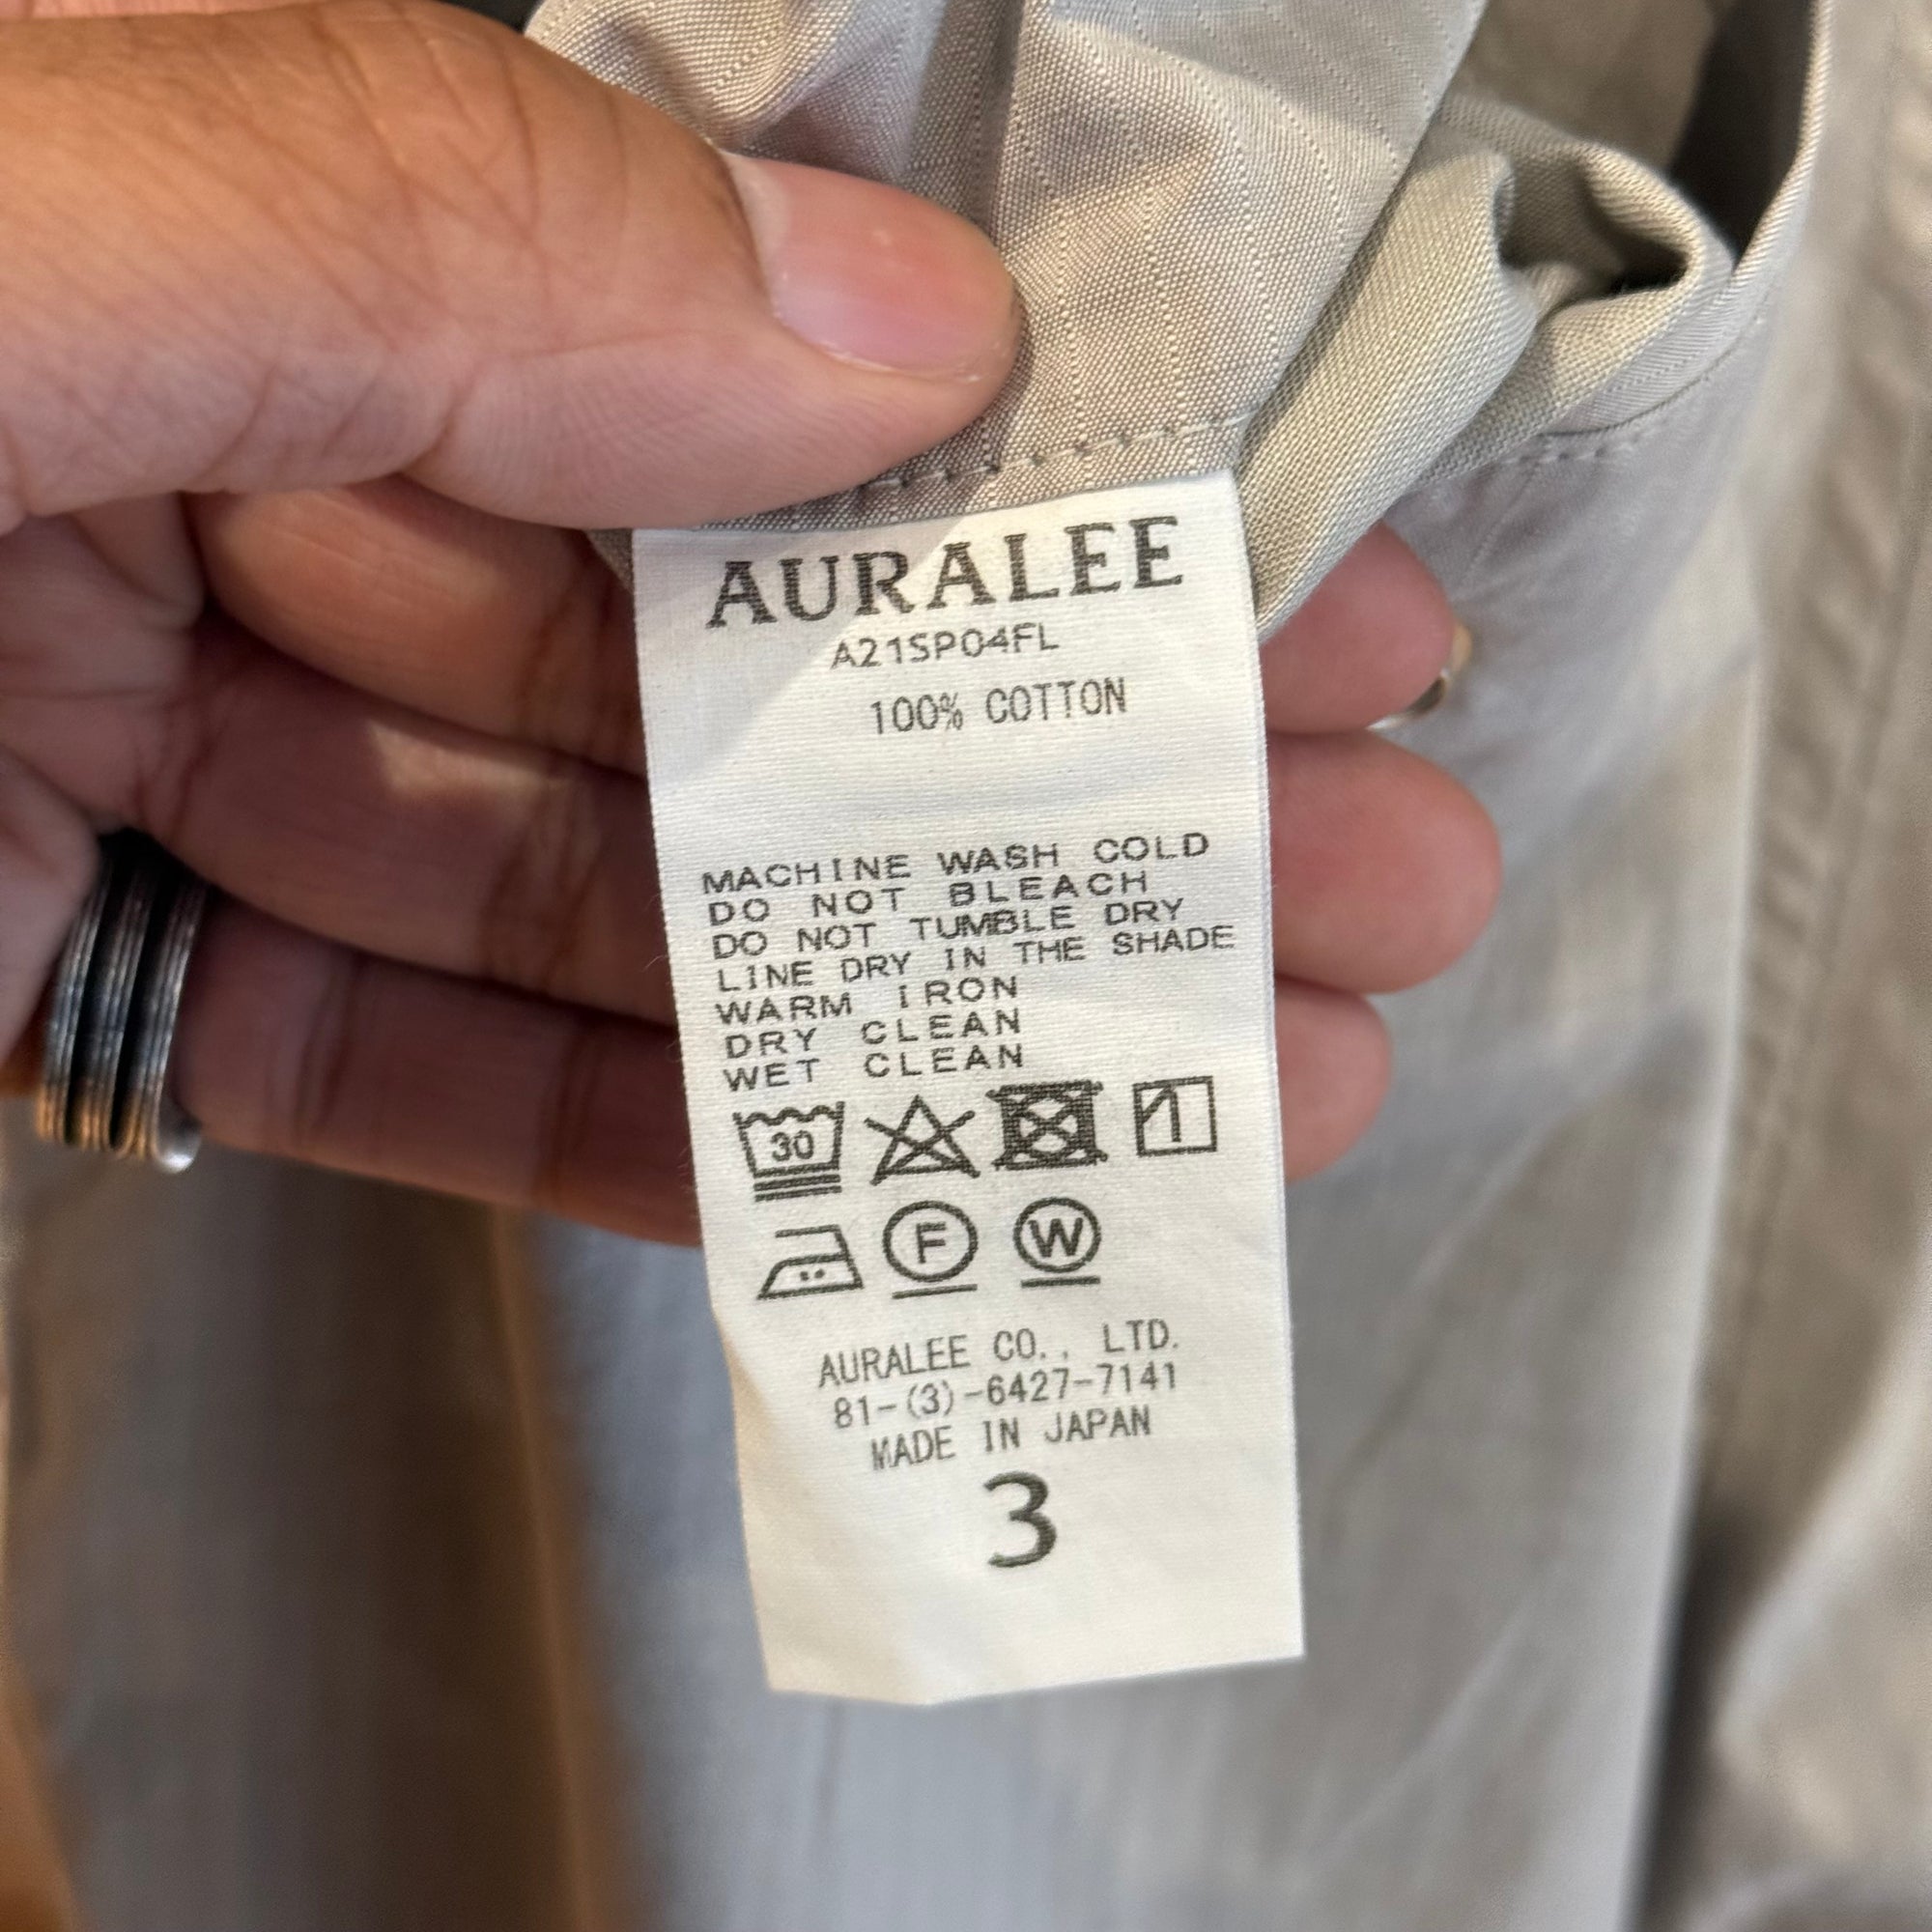 AURALEE
A21SP04FL
100% COTTON
MACHINE WASH COLD
DO NOT BLEACH
DO NOT TUMBLE DRY
LINE DRY IN THE SHADE
WARM IRON
DRY CLEAN
WET CLEAN
30
F W
AURALEE CO., LTD.
81-(3)-6427-7141
MADE IN JAPAN
3